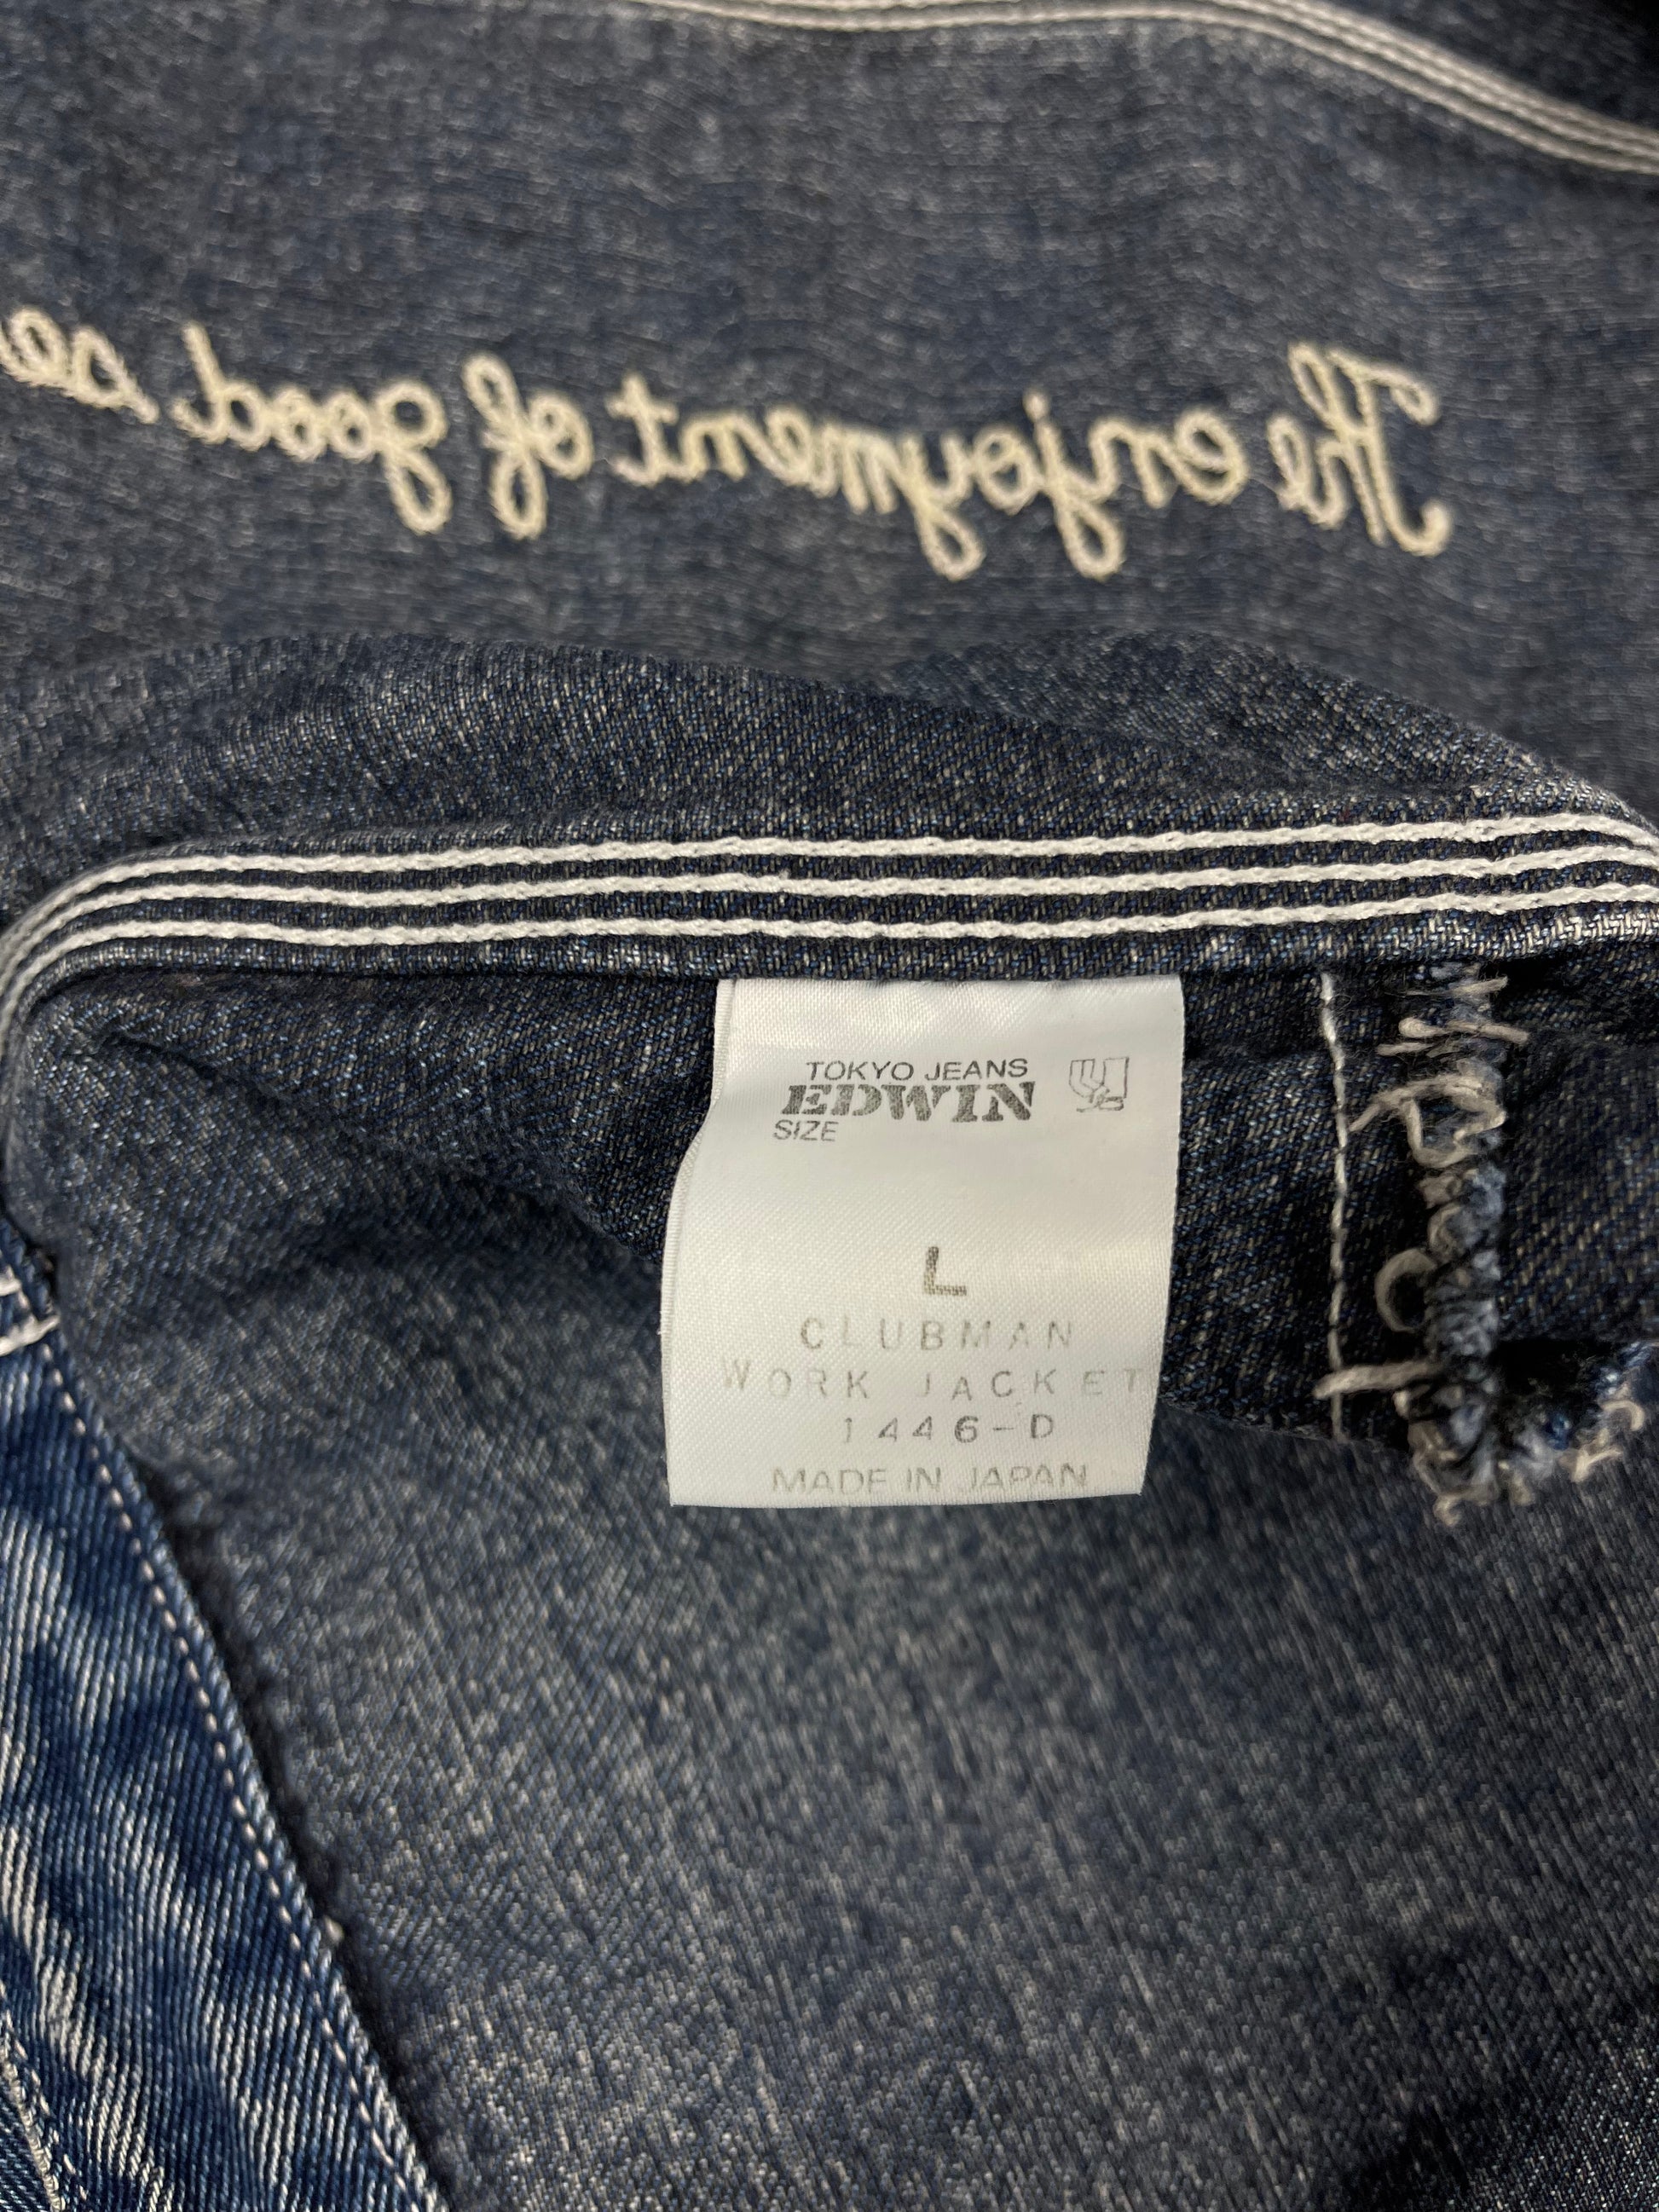 The enjoyment of good
TOKYO JEANS
EDWIN
SIZE
L
CLUBMAN
WORK JACKET
1446-D
MADE IN JAPAN